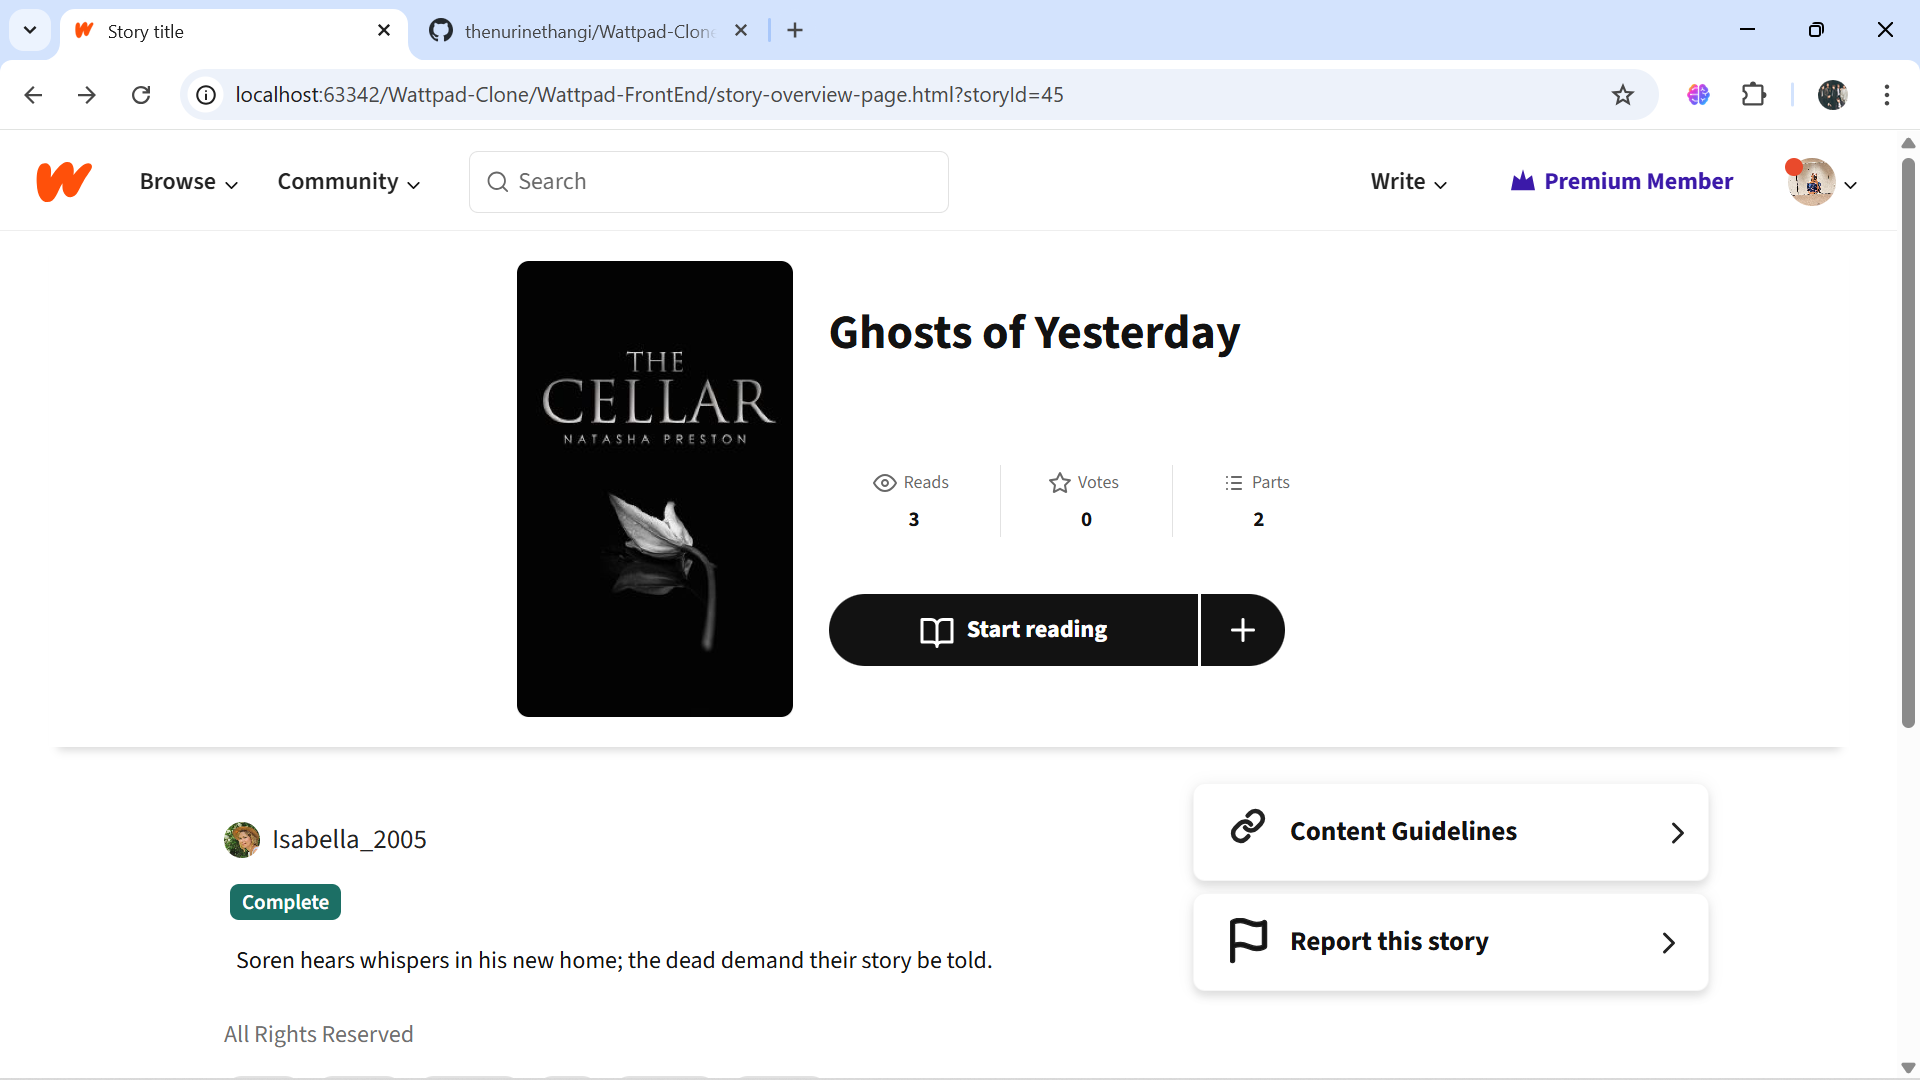 Story title
thenurinethangi/Wattpad-Clone
localhost:63342/Wattpad-Clone/Wattpad-FrontEnd/story-overview-page.html?storyId=45
Browse
Community
Search
Write
Premium Member
THE
CELLAR
NATASHA PRESTON
Ghosts of Yesterday
Reads
3
Votes
0
Parts
2
Start reading
Isabella_2005
Complete
Soren hears whispers in his new home; the dead demand their story be told.
All Rights Reserved
Content Guidelines
Report this story